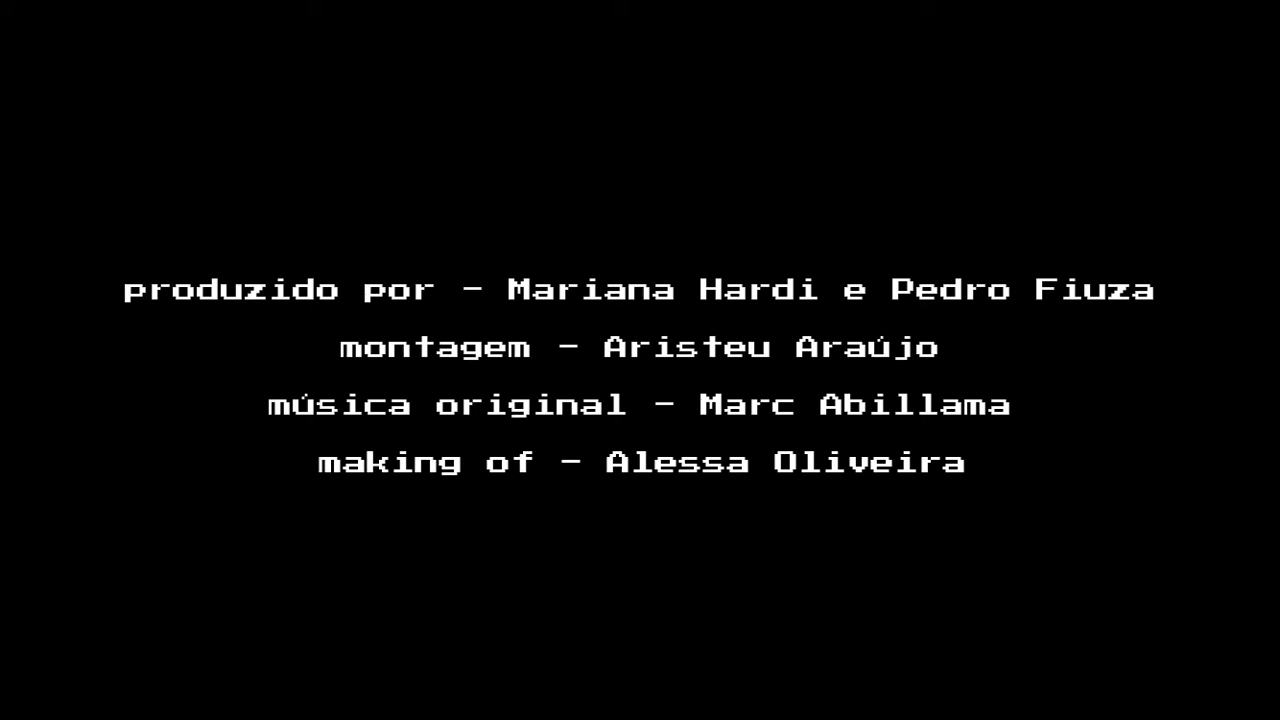 produzido por - Mariana Hardi e Pedro Fiuza
montagem - Aristeu Araújo
música original - Marc Abillama
making of - Alessa Oliveira